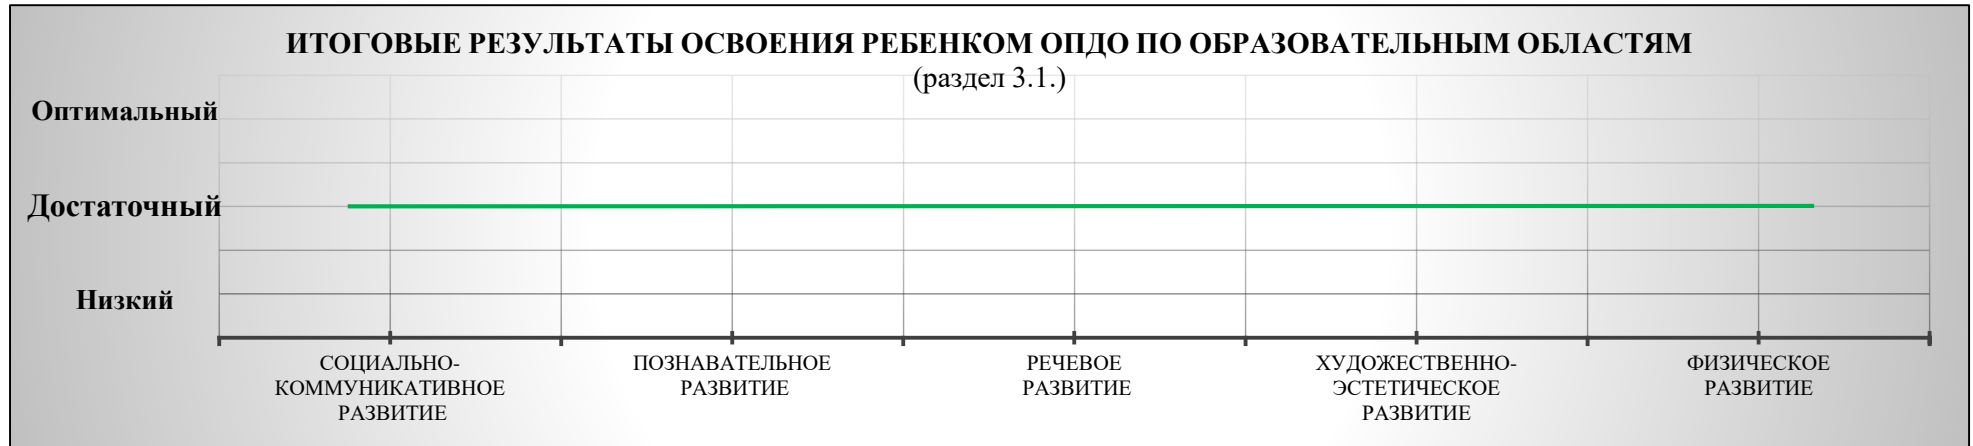 ИТОГОВЫЕ РЕЗУЛЬТАТЫ ОСВОЕНИЯ РЕБЕНКОМ ОПДО ПО ОБРАЗОВАТЕЛЬНЫМ ОБЛАСТЯМ
(раздел 3.1.)
Оптимальный
Достаточный
Низкий
СОЦИАЛЬНО-
КОММУНИКАТИВНОЕ
РАЗВИТИЕ
ПОЗНАВАТЕЛЬНОЕ
РАЗВИТИЕ
РЕЧЕВОЕ
РАЗВИТИЕ
ХУДОЖЕСТВЕННО-
ЭСТЕТИЧЕСКОЕ
РАЗВИТИЕ
ФИЗИЧЕСКОЕ
РАЗВИТИЕ